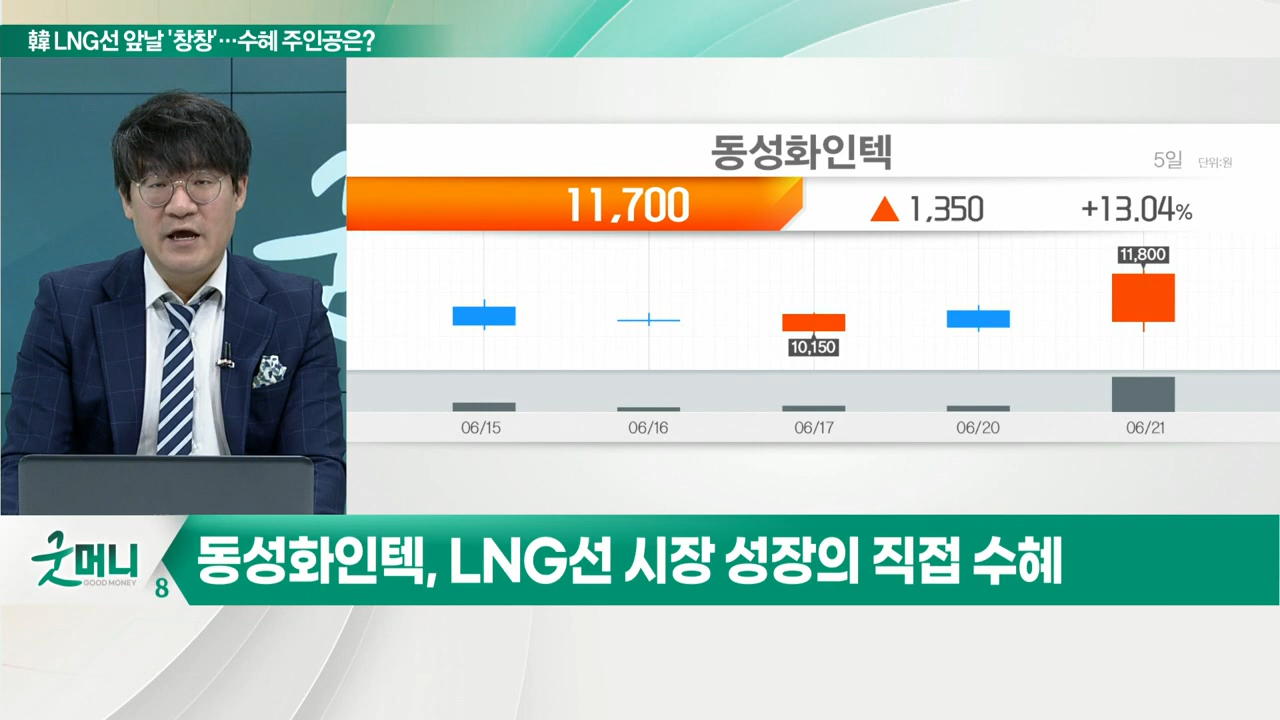 韓 LNG선 앞날 '창창'…수혜 주인공은?
동성화인텍
5일 단위:원
11,700 ▲ 1,350 +13.04%
11,800
10,150
06/15 06/16 06/17 06/20 06/21
굿머니
GOOD MONEY
8
동성화인텍, LNG선 시장 성장의 직접 수혜